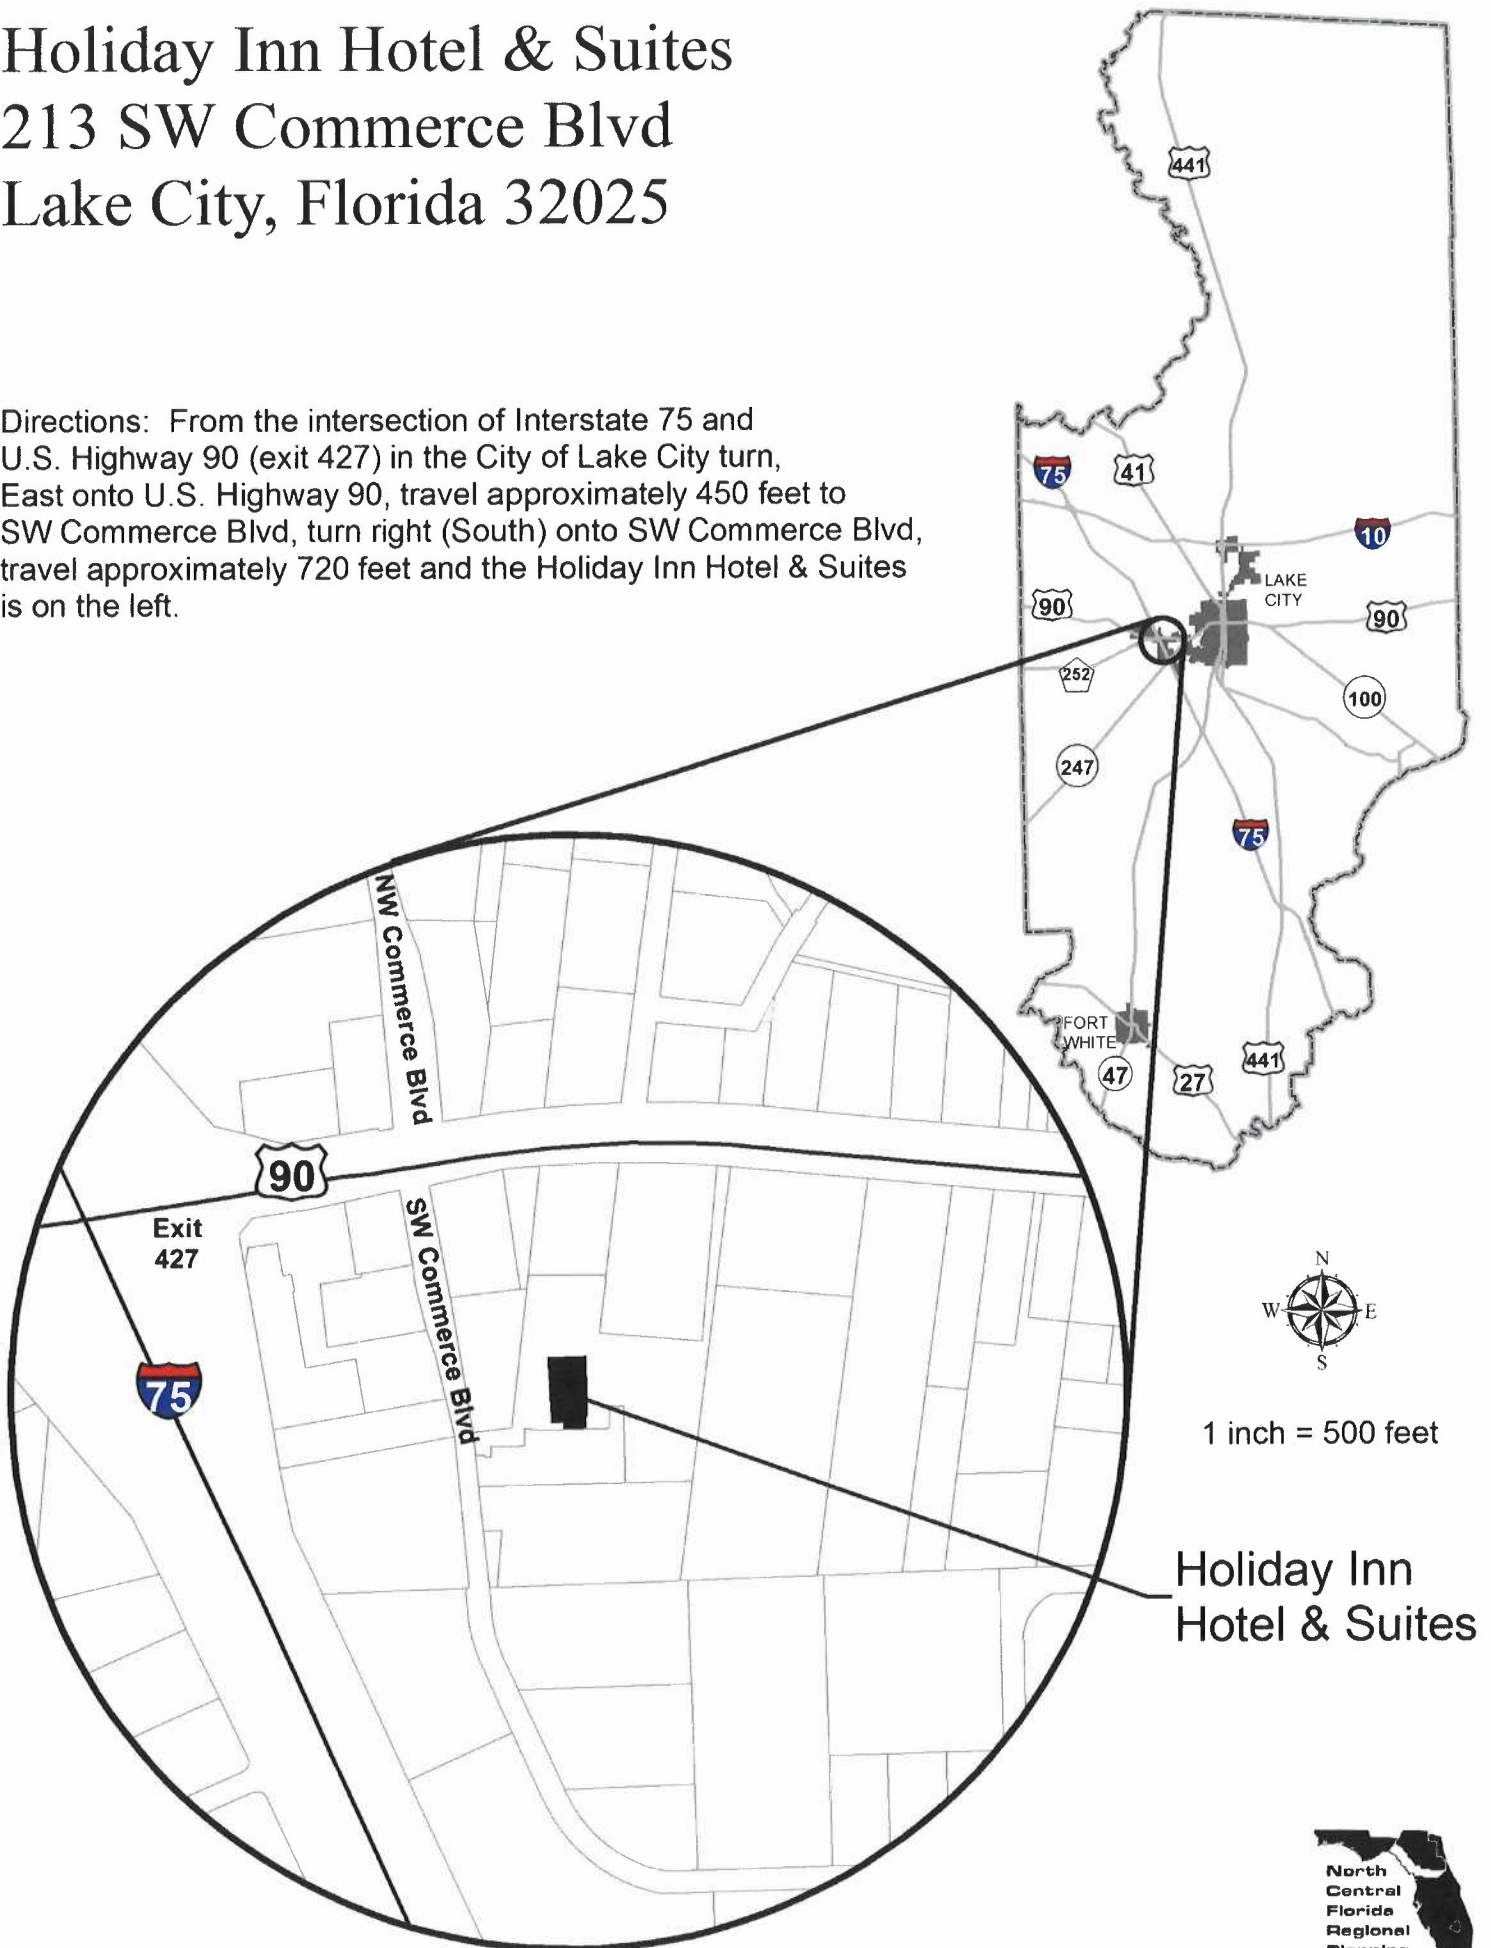 Holiday Inn Hotel & Suites
213 SW Commerce Blvd
Lake City, Florida 32025
Directions: From the intersection of Interstate 75 and
U.S. Highway 90 (exit 427) in the City of Lake City turn,
East onto U.S. Highway 90, travel approximately 450 feet to
SW Commerce Blvd, turn right (South) onto SW Commerce Blvd,
travel approximately 720 feet and the Holiday Inn Hotel & Suites
is on the left.
441
75
41
10
LAKE
CITY
90
90
252
100
247
75
FORT
WHITE
47
27
441
NW Commerce Blvd
90
Exit
427
SW Commerce Blvd
75
N
W
E
S
1 inch = 500 feet
Holiday Inn
Hotel & Suites
North
Central
Florida
Regional